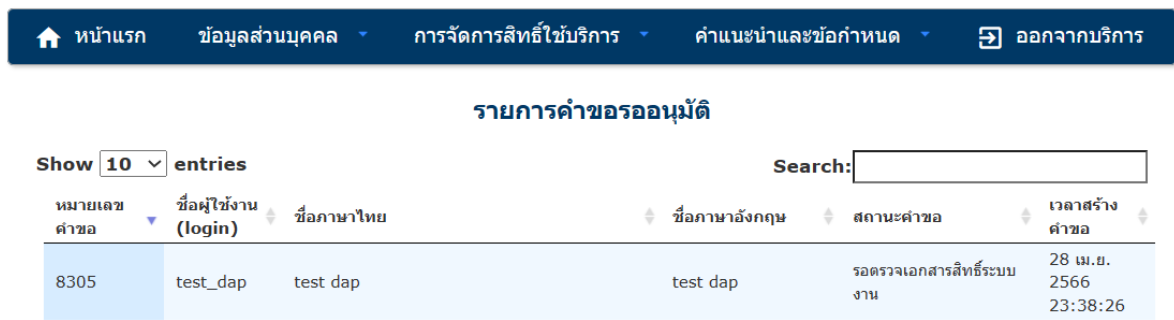 หน้าแรก ข้อมูลส่วนบุคคล การจัดการสิทธิ์ใช้บริการ คำแนะนำและข้อกำหนด ออกจากบริการ
รายการคำขอรออนุมัติ
Show 10 entries Search:
หมายเลข ชื่อผู้ใช้งาน ชื่อภาษาไทย ชื่อภาษาอังกฤษ สถานะคำขอ เวลาสร้าง
คำขอ (login) คำขอ
8305 test_dap test dap test dap รอตรวจเอกสารสิทธิ์ระบบ 28 เม.ย.
งาน 2566
23:38:26